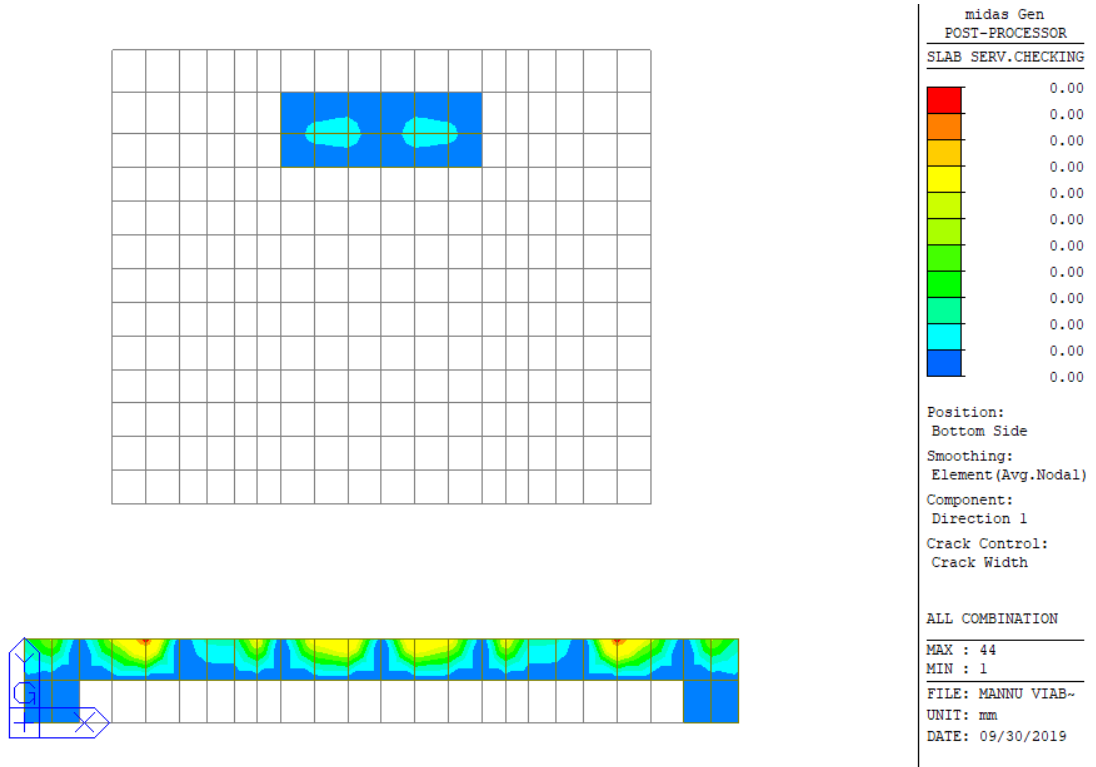 midas Gen
POST-PROCESSOR
SLAB SERV.CHECKING
0.00
0.00
0.00
0.00
0.00
0.00
0.00
0.00
0.00
0.00
0.00
0.00
Position:
Bottom Side
Smoothing:
Element(Avg.Nodal)
Component:
Direction 1
Crack Control:
Crack Width
ALL COMBINATION
MAX : 44
MIN : 1
FILE: MANNU VIAB~
UNIT: mm
DATE: 09/30/2019
Y
G
X